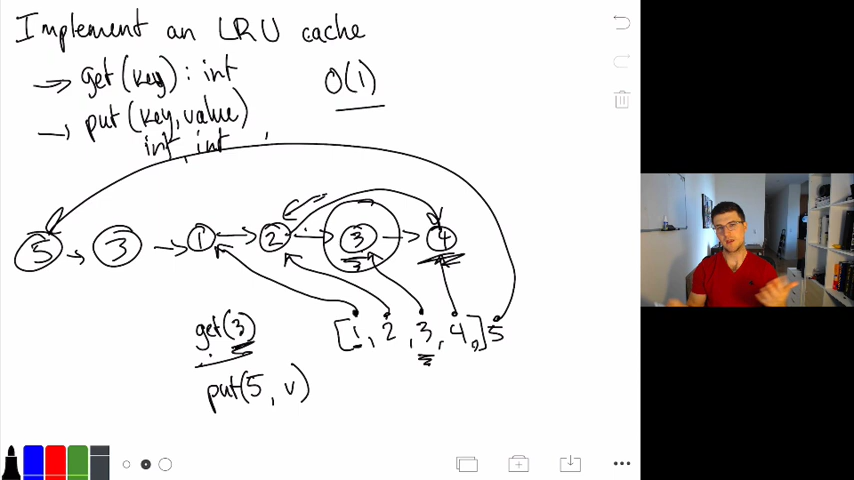 Implement an LRU cache
→ get(key) : int
O(1)
→ put(key, value)
int, int
5 → 3 → 1 → 2 → 3 → 4
get(3)
[1, 2, 3, 4,] 5
put(5, v)